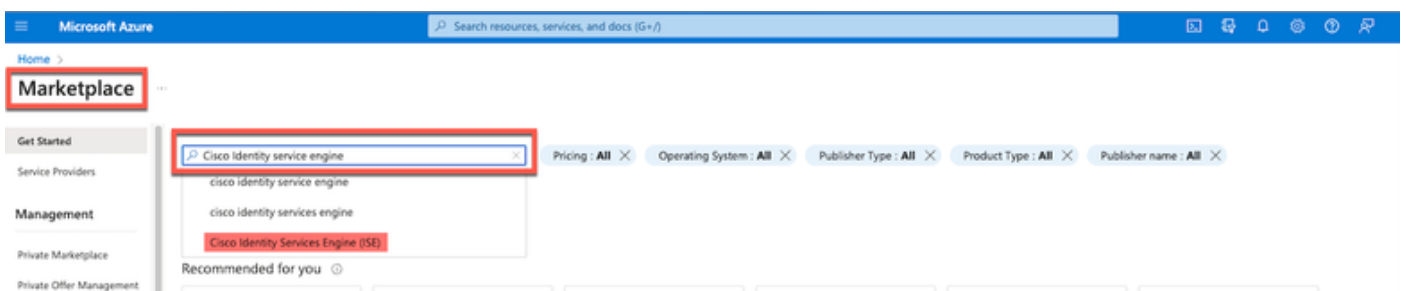 Microsoft Azure
Search resources, services, and docs (G+/)
Home >
Marketplace ...
Get Started
Service Providers
Management
Private Marketplace
Private Offer Management
Cisco Identity service engine
Pricing : All
Operating System : All
Publisher Type : All
Product Type : All
Publisher name : All
cisco identity service engine
cisco identity services engine
Cisco Identity Services Engine (ISE)
Recommended for you